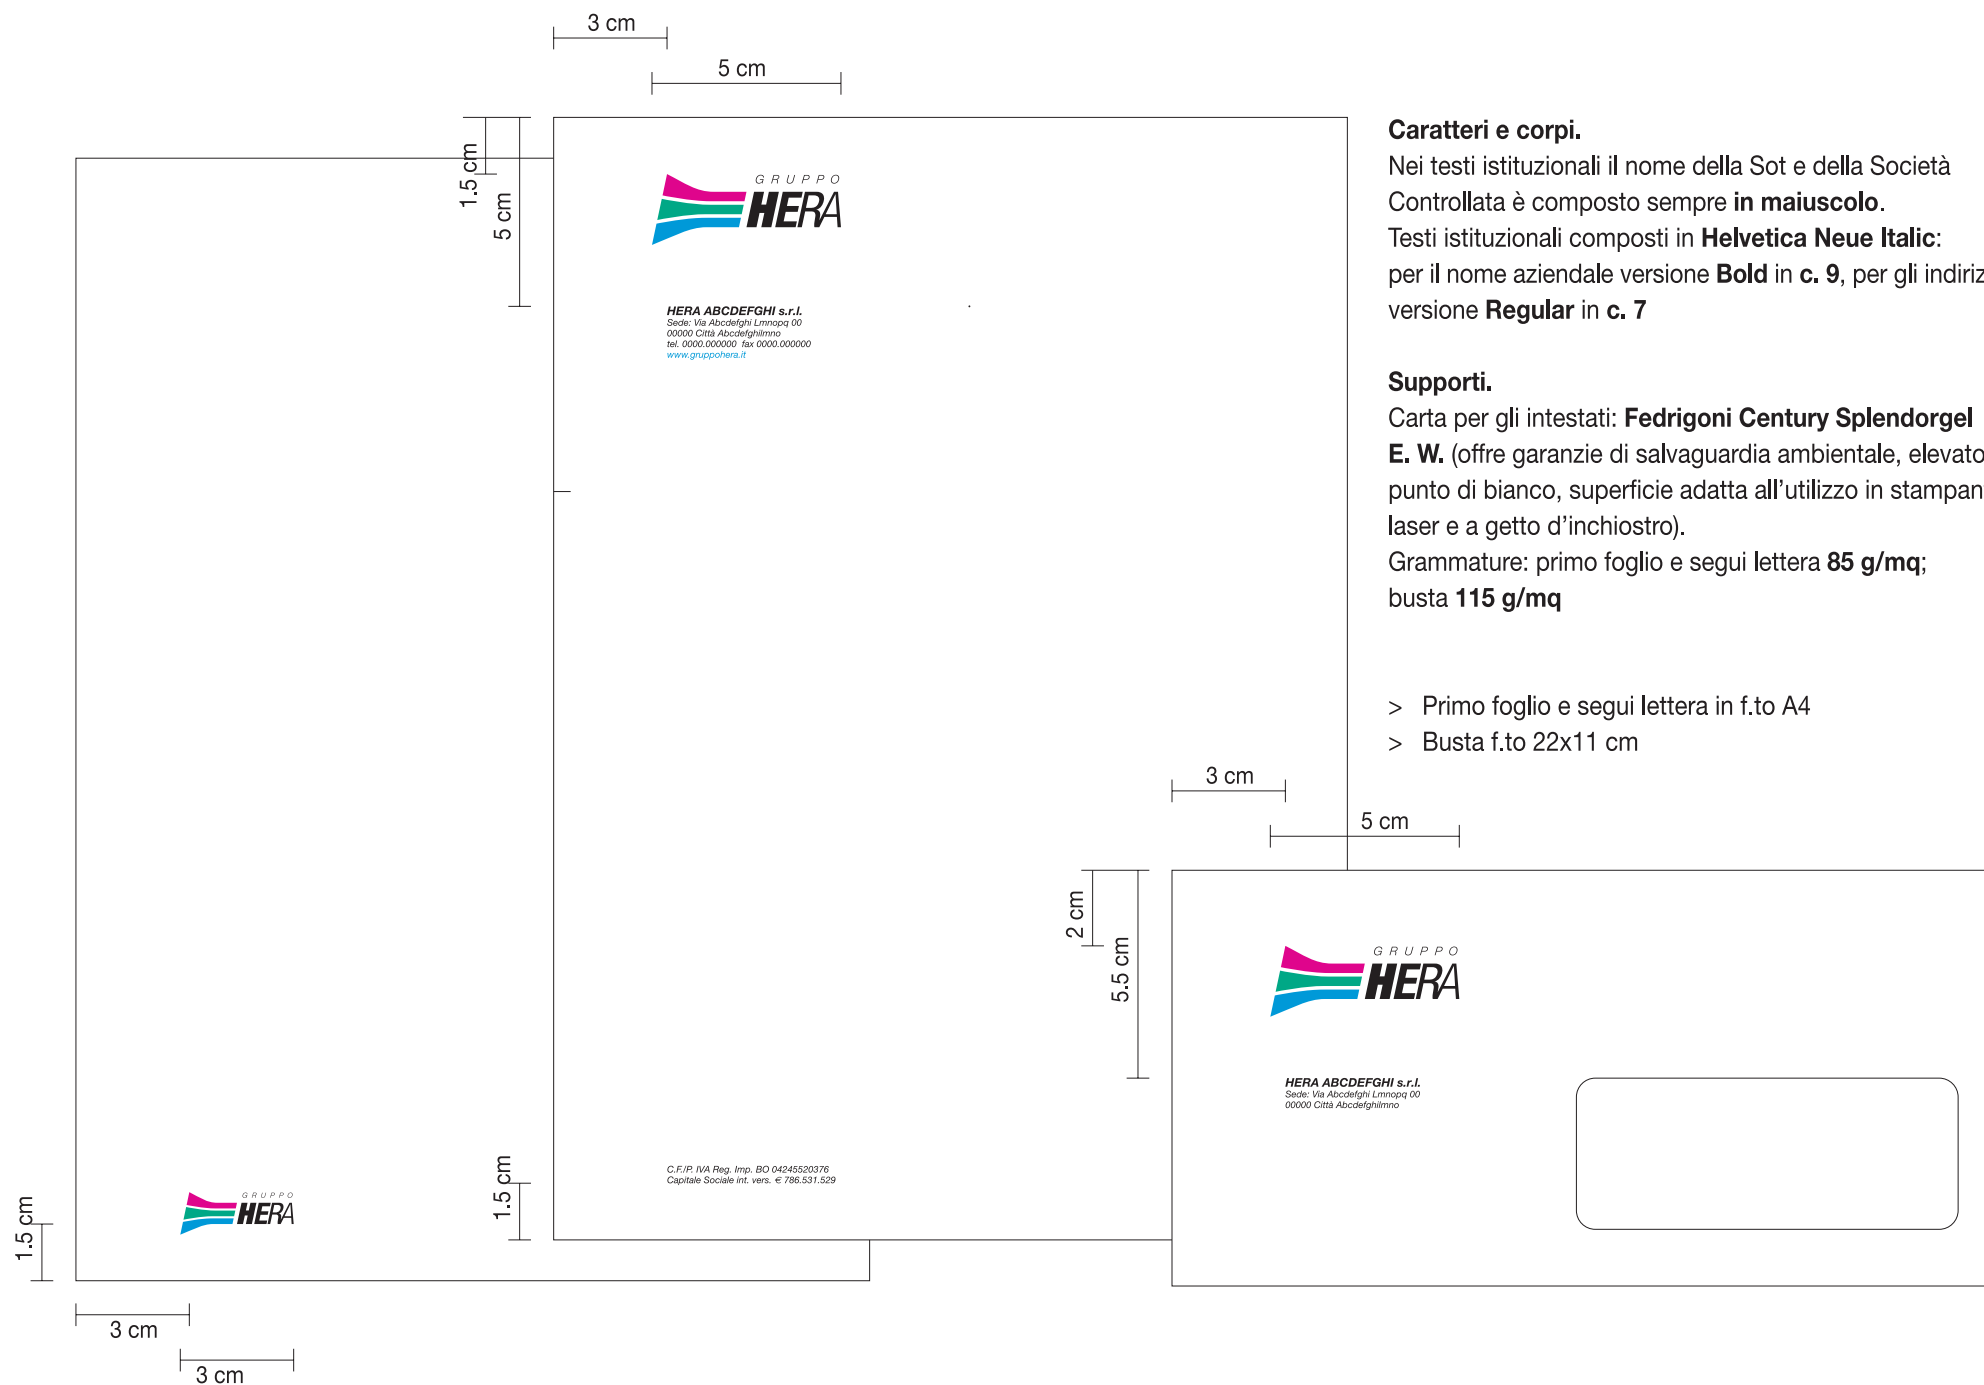 3 cm
5 cm
1.5 cm
5 cm
GRUPPO
HERA
HERA ABCDEFGHI s.r.l.
Sede: Via Abcdefghi Lmnopq 00
00000 Città Abcdefghilmno
tel. 0000.000000 fax 0000.000000
www.gruppohera.it
C.F./P. IVA Reg. Imp. BO 04245520376
Capitale Sociale int. vers. € 786.531.529
1.5 cm
GRUPPO
HERA
1.5 cm
3 cm
3 cm
Caratteri e corpi.
Nei testi istituzionali il nome della Sot e della Società
Controllata è composto sempre in maiuscolo.
Testi istituzionali composti in Helvetica Neue Italic:
per il nome aziendale versione Bold in c. 9, per gli indiriz
versione Regular in c. 7
Supporti.
Carta per gli intestati: Fedrigoni Century Splendorgel
E. W. (offre garanzie di salvaguardia ambientale, elevato
punto di bianco, superficie adatta all’utilizzo in stampan
laser e a getto d’inchiostro).
Grammature: primo foglio e segui lettera 85 g/mq;
busta 115 g/mq
> Primo foglio e segui lettera in f.to A4
> Busta f.to 22x11 cm
3 cm
5 cm
2 cm
5.5 cm
GRUPPO
HERA
HERA ABCDEFGHI s.r.l.
Sede: Via Abcdefghi Lmnopq 00
00000 Città Abcdefghilmno